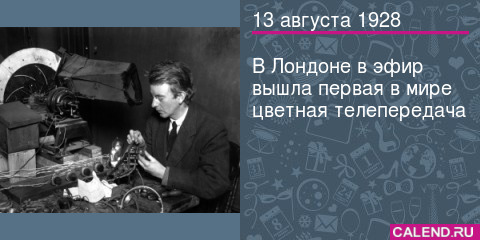 13 августа 1928
В Лондоне в эфир
вышла первая в мире
цветная телепередача
CALEND.RU